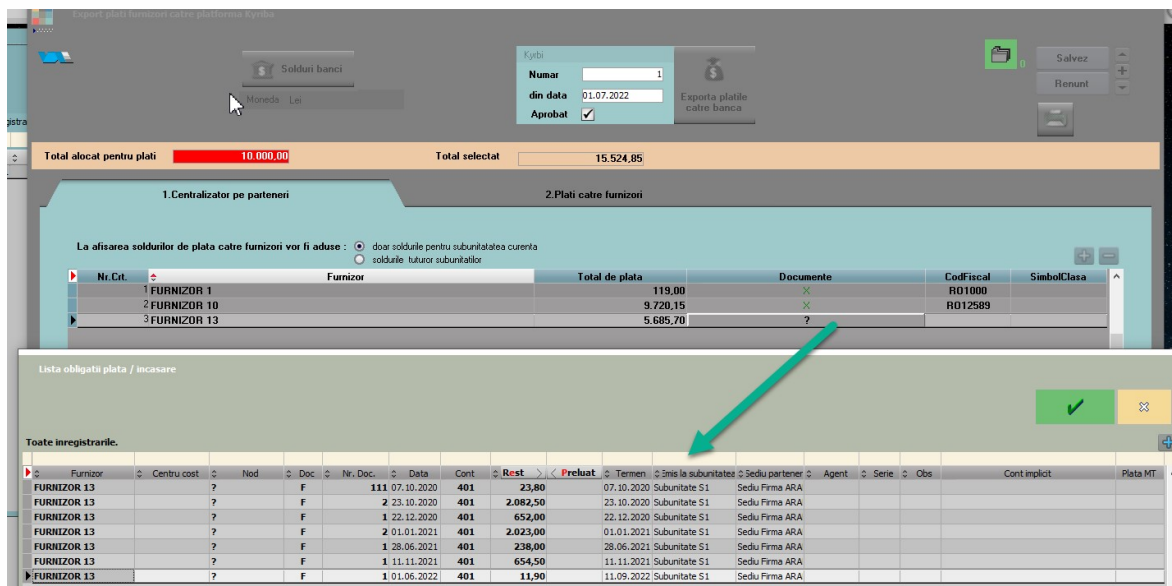 Export plati furnizori catre platforma Kyriba
Solduri banci
Moneda Lei
Kyribi
Numar 1
din data 01.07.2022
Aprobat
Exporta platile
catre banca
0
Salvez
Renunt
gistra
Total alocat pentru plati 10.000,00 Total selectat 15.524,85
1.Centralizator pe parteneri 2.Plati catre furnizori
La afisarea soldurilor de plata catre furnizori vor fi aduse : doar soldurile pentru subunitatatea curenta
soldurile tuturor subunitatilor
Nr.Crt. Furnizor Total de plata Documente CodFiscal SimbolClasa
1 FURNIZOR 1 119,00 X RO1000
2 FURNIZOR 10 9.720,15 X RO12589
3 FURNIZOR 13 5.685,70 ?
Lista obligatii plata / incasare
Toate inregistrarile.
Furnizor Centru cost Nod Doc Nr. Doc. Data Cont Rest Preluat Termen Emis la subunitatea Sediu partener Agent Serie Obs Cont implicit Plata MT
FURNIZOR 13 ? F 111 07.10.2020 401 23,80 07.10.2020 Subunitate S1 Sediu Firma ARA
FURNIZOR 13 ? F 2 23.10.2020 401 2.082,50 23.10.2020 Subunitate S1 Sediu Firma ARA
FURNIZOR 13 ? F 1 22.12.2020 401 652,00 22.12.2020 Subunitate S1 Sediu Firma ARA
FURNIZOR 13 ? F 2 01.01.2021 401 2.023,00 01.01.2021 Subunitate S1 Sediu Firma ARA
FURNIZOR 13 ? F 1 28.06.2021 401 238,00 28.06.2021 Subunitate S1 Sediu Firma ARA
FURNIZOR 13 ? F 1 11.11.2021 401 654,50 11.11.2021 Subunitate S1 Sediu Firma ARA
FURNIZOR 13 ? F 1 01.06.2022 401 11,90 11.09.2022 Subunitate S1 Sediu Firma ARA